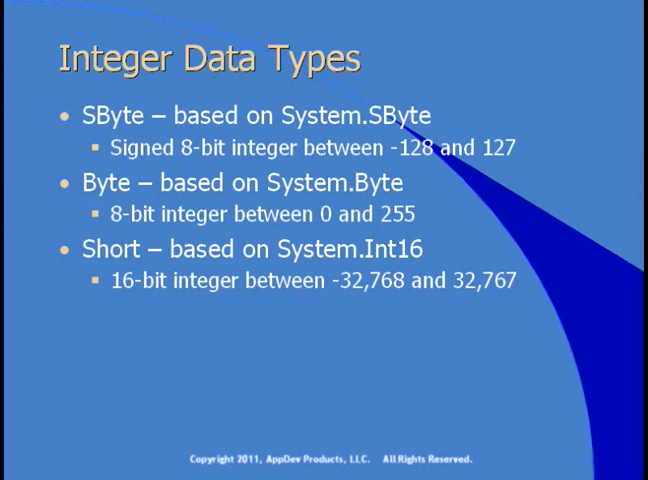 Integer Data Types
• SByte – based on System.SByte
▪ Signed 8-bit integer between -128 and 127
• Byte – based on System.Byte
▪ 8-bit integer between 0 and 255
• Short – based on System.Int16
▪ 16-bit integer between -32,768 and 32,767
Copyright 2011, AppDev Products, LLC. All Rights Reserved.